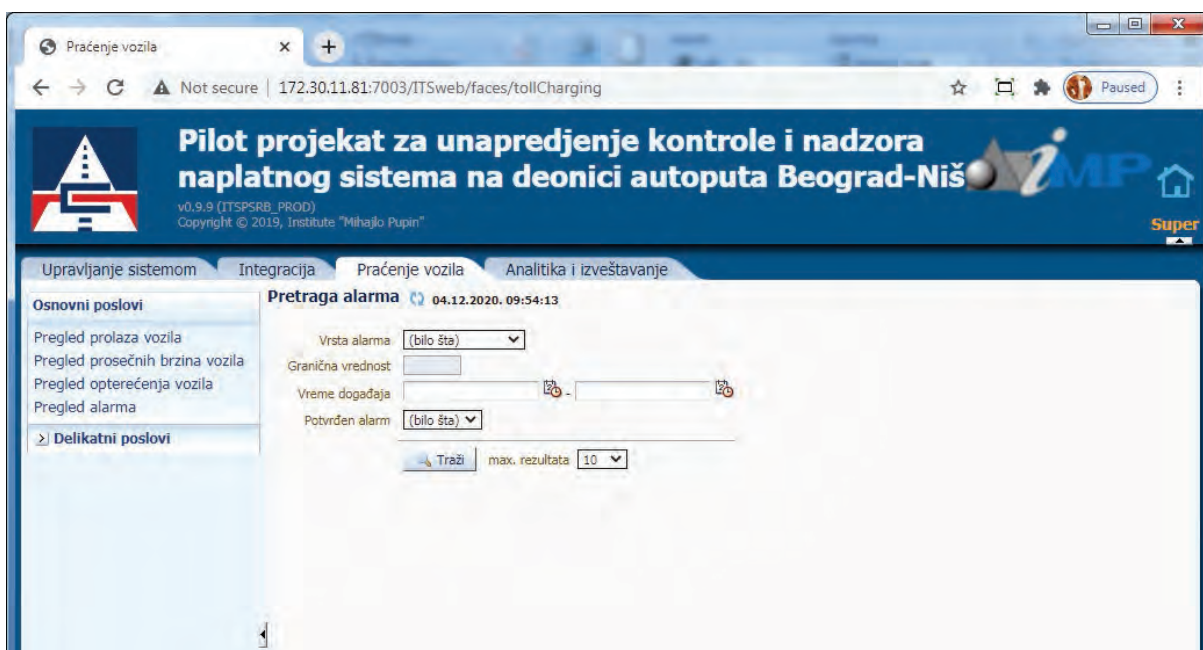 Praćenje vozila
Not secure | 172.30.11.81:7003/ITSweb/faces/tollCharging
Paused
Pilot projekat za unapredjenje kontrole i nadzora
naplatnog sistema na deonici autoputa Beograd-Niš
iMP
v0.9.9 (ITSPSRB_PROD)
Copyright © 2019, Institute "Mihajlo Pupin"
Super
Upravljanje sistemom Integracija Praćenje vozila Analitika i izveštavanje
Osnovni poslovi
Pregled prolaza vozila
Pregled prosečnih brzina vozila
Pregled opterećenja vozila
Pregled alarma
Delikatni poslovi
Pretraga alarma 04.12.2020. 09:54:13
Vrsta alarma (bilo šta)
Granična vrednost
Vreme događaja -
Potvrđen alarm (bilo šta)
Traži max. rezultata 10